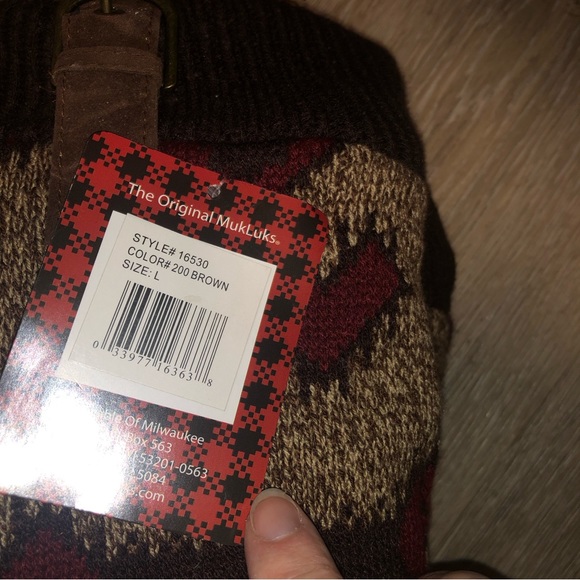 The Original MukLuks®
STYLE# 16530
COLOR# 200 BROWN
SIZE: L
0 33977 16363 8
Of Milwaukee
Box 563
53201-0563
5084
.com